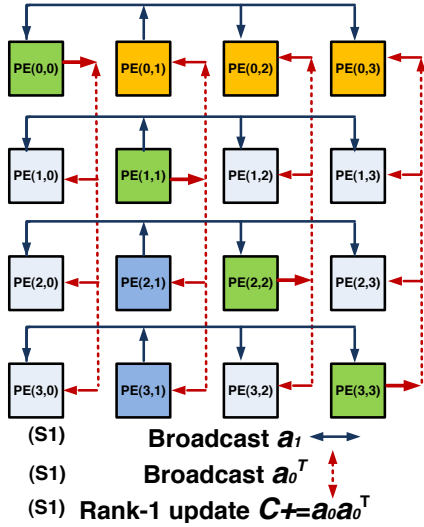 PE(0,0) PE(0,1) PE(0,2) PE(0,3)
PE(1,0) PE(1,1) PE(1,2) PE(1,3)
PE(2,0) PE(2,1) PE(2,2) PE(2,3)
PE(3,0) PE(3,1) PE(3,2) PE(3,3)
(S1) Broadcast a₁
(S1) Broadcast a₀ᵀ
(S1) Rank-1 update C+=a₀a₀ᵀ